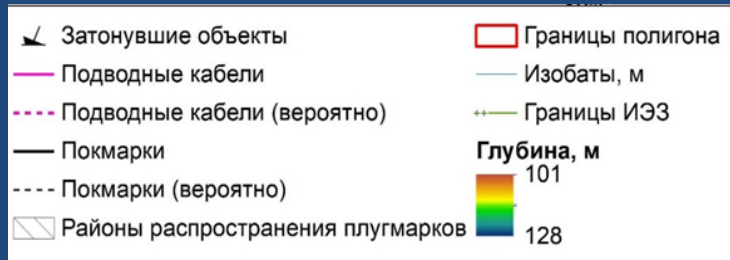 Затонувшие объекты
Подводные кабели
Подводные кабели (вероятно)
Покмарки
Покмарки (вероятно)
Районы распространения плугмарков
Границы полигона
Изобаты, м
Границы ИЭЗ
Глубина, м
101
128